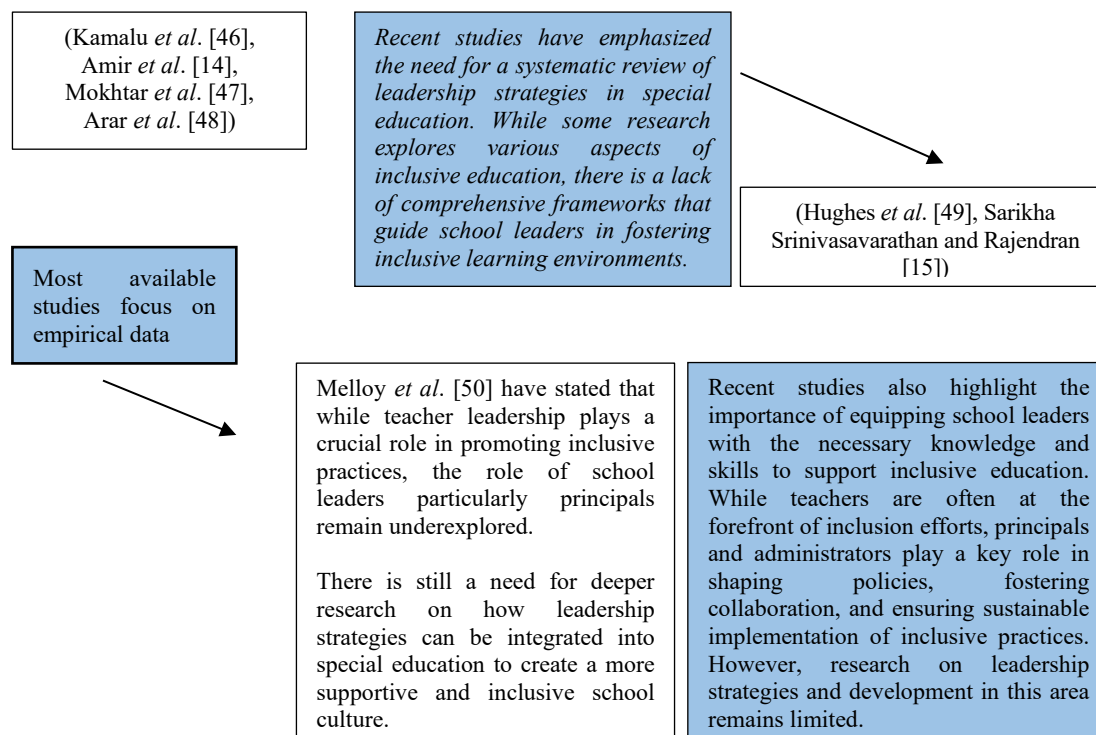 (Kamalu et al. [46],
Amir et al. [14],
Mokhtar et al. [47],
Arar et al. [48])
Recent studies have emphasized
the need for a systematic review of
leadership strategies in special
education. While some research
explores various aspects of
inclusive education, there is a lack
of comprehensive frameworks that
guide school leaders in fostering
inclusive learning environments.
(Hughes et al. [49], Sarikha
Srinivasavarathan and Rajendran
[15])
Most available
studies focus on
empirical data
Melloy et al. [50] have stated that
while teacher leadership plays a
crucial role in promoting inclusive
practices, the role of school
leaders particularly principals
remain underexplored.
There is still a need for deeper
research on how leadership
strategies can be integrated into
special education to create a more
supportive and inclusive school
culture.
Recent studies also highlight the
importance of equipping school leaders
with the necessary knowledge and
skills to support inclusive education.
While teachers are often at the
forefront of inclusion efforts, principals
and administrators play a key role in
shaping policies, fostering
collaboration, and ensuring sustainable
implementation of inclusive practices.
However, research on leadership
strategies and development in this area
remains limited.